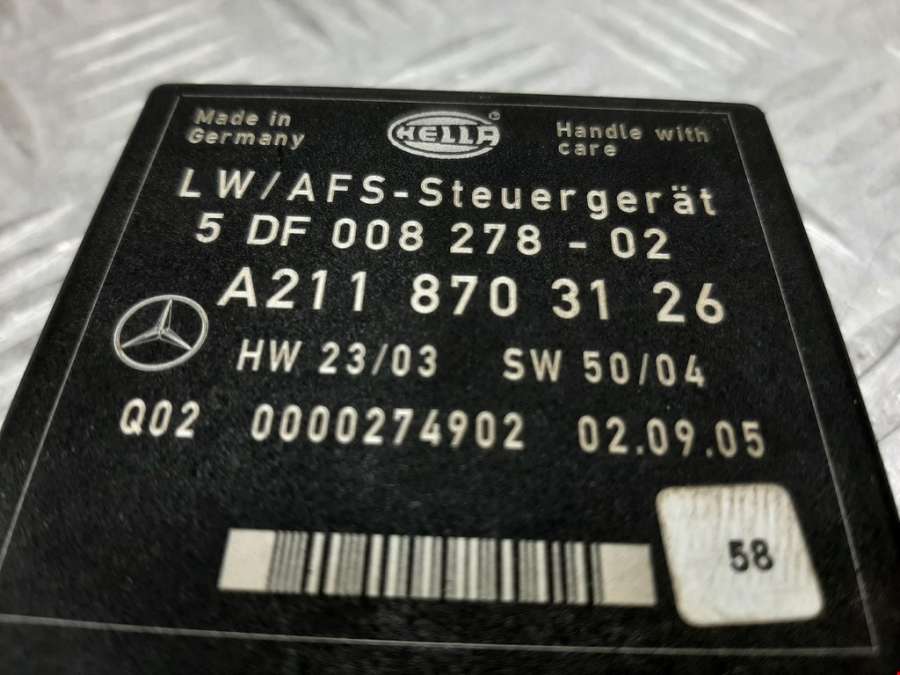 Made in
Germany
HELLA
®
Handle with
care
LW/AFS-Steuergerät
5 DF 008 278 - 02
A211 870 31 26
HW 23/03 SW 50/04
Q02 0000274902 02.09.05
58